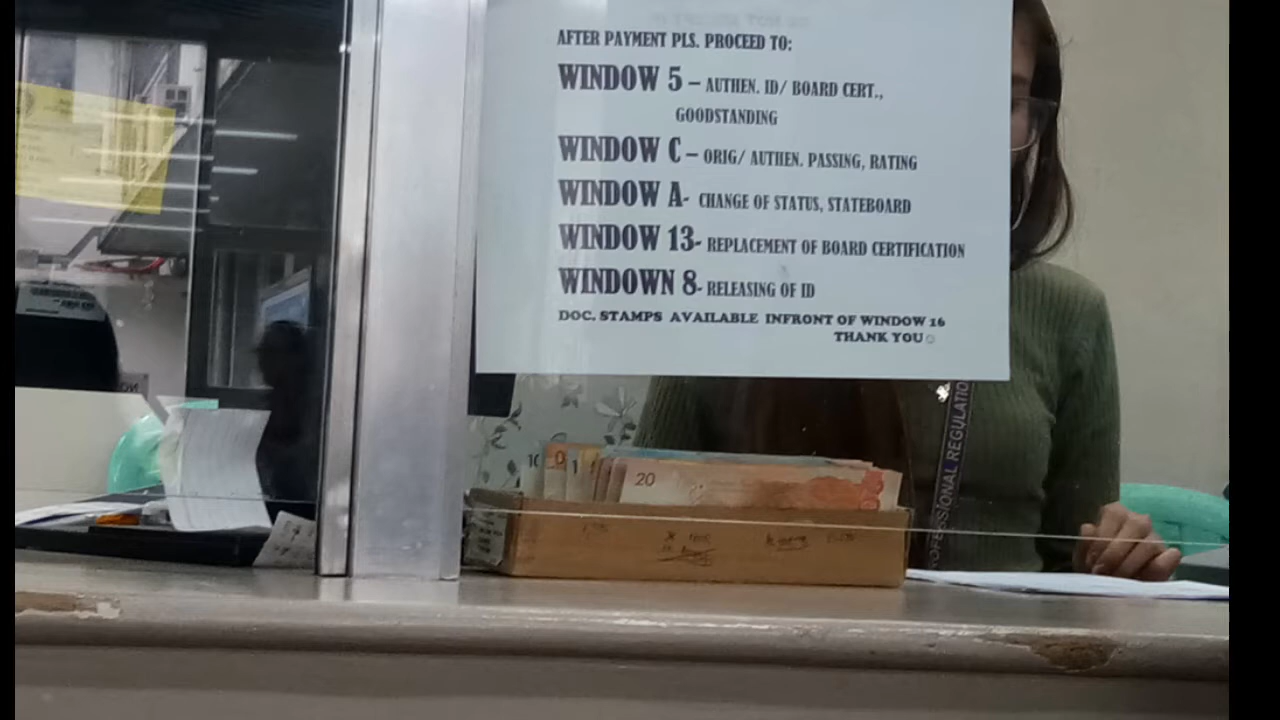 AFTER PAYMENT PLS. PROCEED TO:
WINDOW 5 – AUTHEN. ID/ BOARD CERT.,
GOODSTANDING
WINDOW C – ORIG/ AUTHEN. PASSING, RATING
WINDOW A- CHANGE OF STATUS, STATEBOARD
WINDOW 13- REPLACEMENT OF BOARD CERTIFICATION
WINDOWN 8- RELEASING OF ID
DOC. STAMPS AVAILABLE INFRONT OF WINDOW 16
THANK YOU☺
20